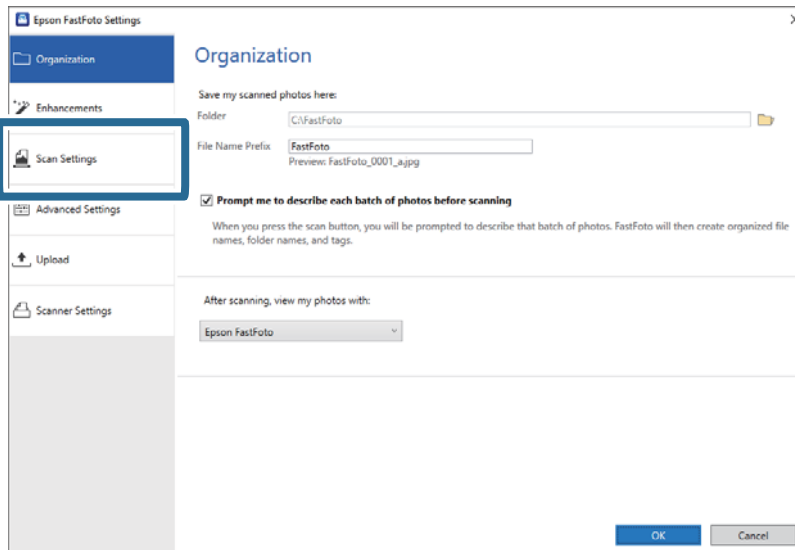 Epson FastFoto Settings
X
Organization
Enhancements
Scan Settings
Advanced Settings
Upload
Scanner Settings
Organization
Save my scanned photos here:
Folder
C:\FastFoto
File Name Prefix
FastFoto
Preview: FastFoto_0001_a.jpg
Prompt me to describe each batch of photos before scanning
When you press the scan button, you will be prompted to describe that batch of photos. FastFoto will then create organized file
names, folder names, and tags.
After scanning, view my photos with:
Epson FastFoto
OK
Cancel